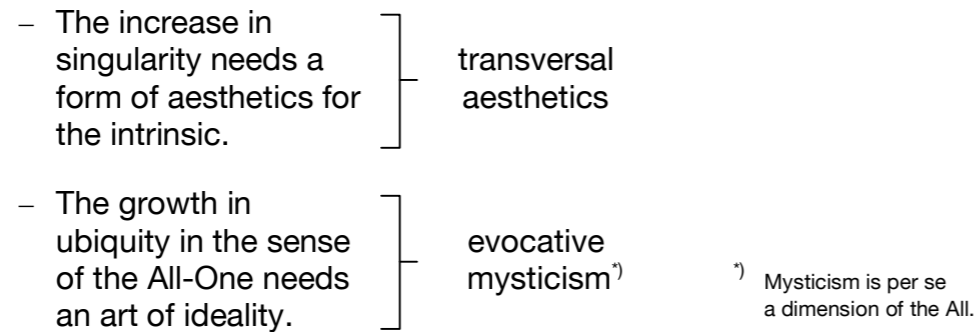 – The increase in
singularity needs a
form of aesthetics for
the intrinsic.
transversal
aesthetics
– The growth in
ubiquity in the sense
of the All-One needs
an art of ideality.
evocative
mysticism*)
*) Mysticism is per se
a dimension of the All.